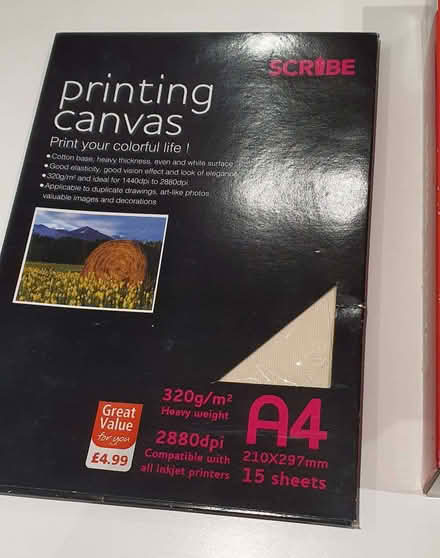 SCRIBE
printing
canvas
Print your colorful life !
•Cotton base, heavy thickness, even and white surface
•Good elasticity, good vision effect and look of elegance
•320g/m² and ideal for 1440dpi to 2880dpi
•Applicable to duplicate drawings, art-like photos
valuable images and decorations
320g/m²
Heavy weight
2880dpi
Compatible with
all Inkjet printers
A4
210X297mm
15 sheets
Great
Value
for you
£4.99